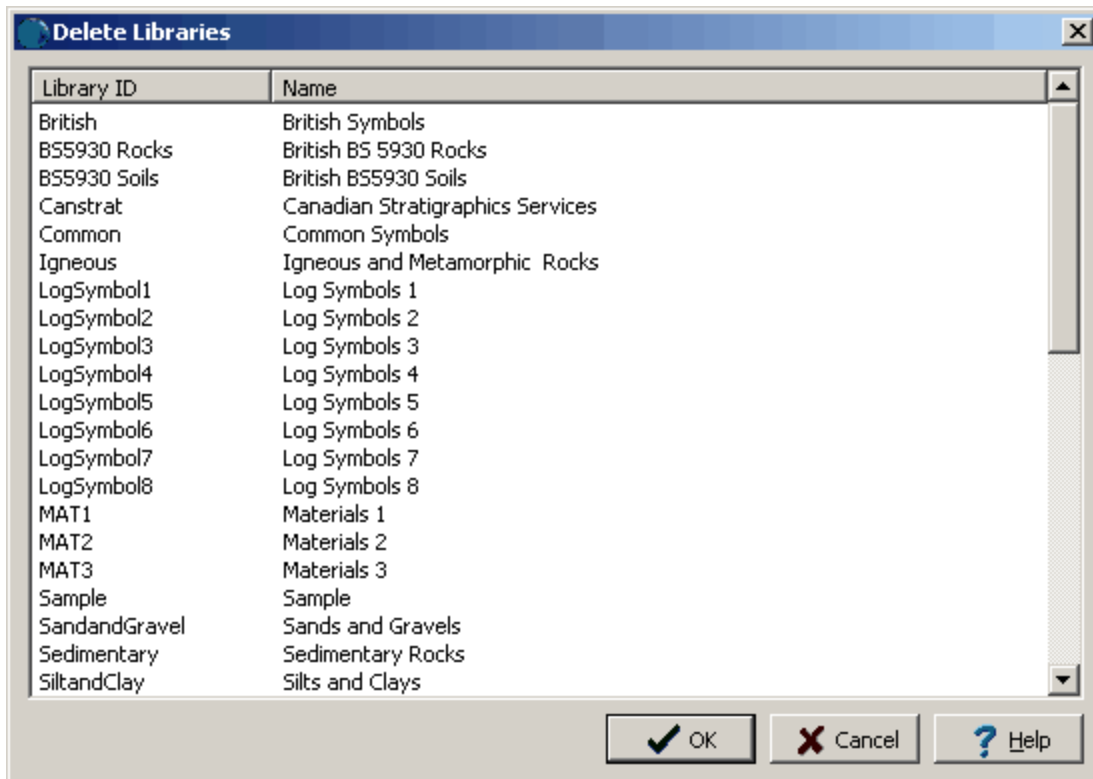 Delete Libraries
Library ID Name
British British Symbols
BS5930 Rocks British BS 5930 Rocks
BS5930 Soils British BS5930 Soils
Canstrat Canadian Stratigraphics Services
Common Common Symbols
Igneous Igneous and Metamorphic  Rocks
LogSymbol1 Log Symbols 1
LogSymbol2 Log Symbols 2
LogSymbol3 Log Symbols 3
LogSymbol4 Log Symbols 4
LogSymbol5 Log Symbols 5
LogSymbol6 Log Symbols 6
LogSymbol7 Log Symbols 7
LogSymbol8 Log Symbols 8
MAT1 Materials 1
MAT2 Materials 2
MAT3 Materials 3
Sample Sample
SandandGravel Sands and Gravels
Sedimentary Sedimentary Rocks
SiltandClay Silts and Clays
OK Cancel Help